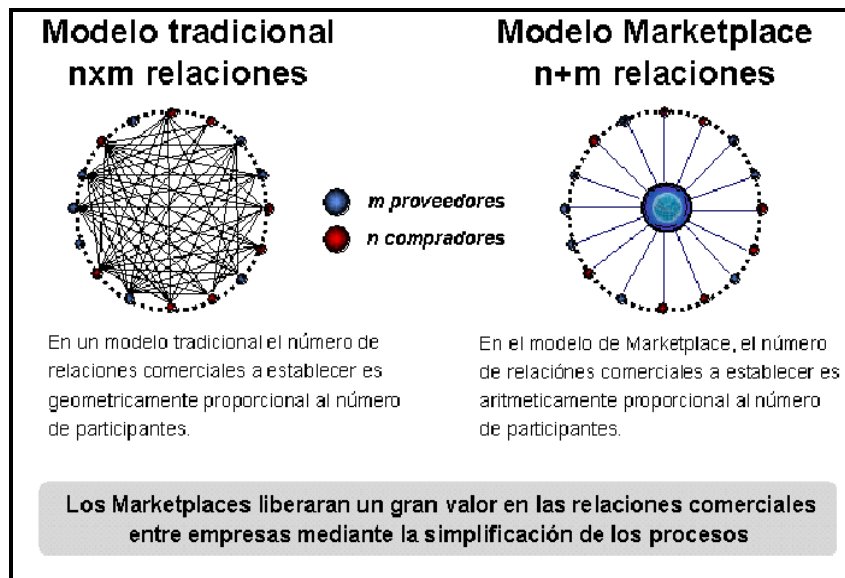 Modelo tradicional
nxm relaciones
Modelo Marketplace
n+m relaciones
m proveedores
n compradores
En un modelo tradicional el número de
relaciones comerciales a establecer es
geometricamente proporcional al número
de participantes.
En el modelo de Marketplace, el número
de relaciónes comerciales a establecer es
aritmeticamente proporcional al número
de participantes.
Los Marketplaces liberaran un gran valor en las relaciones comerciales
entre empresas mediante la simplificación de los procesos